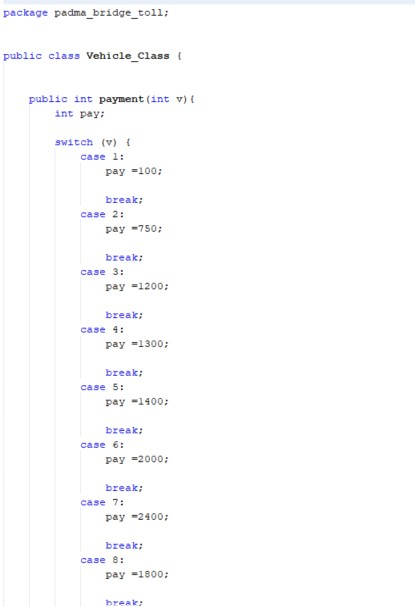 package padma_bridge_toll;
public class Vehicle_Class {
public int payment(int v){
int pay;
switch (v) {
case 1:
pay =100;
break;
case 2:
pay =750;
break;
case 3:
pay =1200;
break;
case 4:
pay =1300;
break;
case 5:
pay =1400;
break;
case 6:
pay =2000;
break;
case 7:
pay =2400;
break;
case 8:
pay =1800;
break;